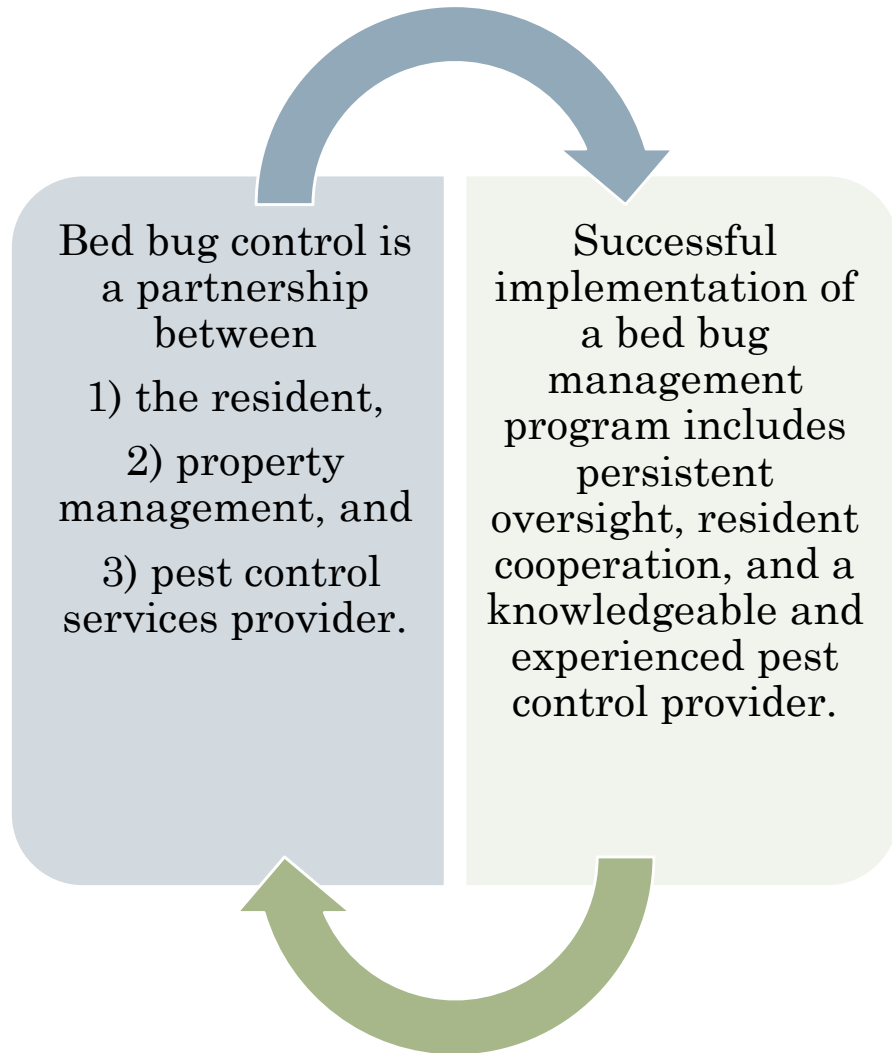 Bed bug control is
a partnership
between
1) the resident,
2) property
management, and
3) pest control
services provider.
Successful
implementation of
a bed bug
management
program includes
persistent
oversight, resident
cooperation, and a
knowledgeable and
experienced pest
control provider.